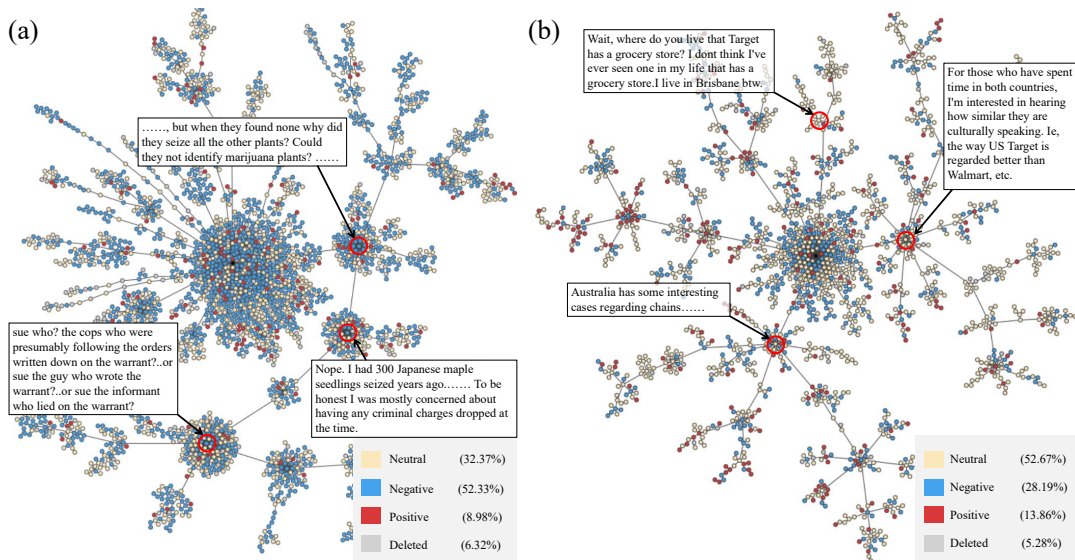 (a)
……, but when they found none why did
they seize all the other plants? Could
they not identify marijuana plants? ……
sue who? the cops who were
presumably following the orders
written down on the warrant?..or
sue the guy who wrote the
warrant?..or sue the informant
who lied on the warrant?
Nope. I had 300 Japanese maple
seedlings seized years ago.…… To be
honest I was mostly concerned about
having any criminal charges dropped at
the time.
Neutral (32.37%)
Negative (52.33%)
Positive (8.98%)
Deleted (6.32%)
(b)
Wait, where do you live that Target
has a grocery store? I dont think I've
ever seen one in my life that has a
grocery store.I live in Brisbane btw.
For those who have spent
time in both countries,
I'm interested in hearing
how similar they are
culturally speaking. Ie,
the way US Target is
regarded better than
Walmart, etc.
Australia has some interesting
cases regarding chains……
Neutral (52.67%)
Negative (28.19%)
Positive (13.86%)
Deleted (5.28%)